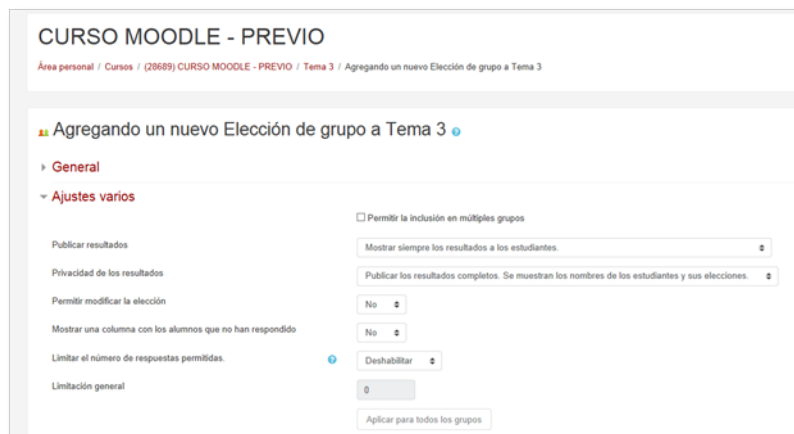 CURSO MOODLE - PREVIO
Área personal / Cursos / (28689) CURSO MOODLE - PREVIO / Tema 3 / Agregando un nuevo Elección de grupo a Tema 3
Agregando un nuevo Elección de grupo a Tema 3
General
Ajustes varios
Permitir la inclusión en múltiples grupos
Publicar resultados Mostrar siempre los resultados a los estudiantes.
Privacidad de los resultados Publicar los resultados completos. Se muestran los nombres de los estudiantes y sus elecciones.
Permitir modificar la elección No
Mostrar una columna con los alumnos que no han respondido No
Limitar el número de respuestas permitidas. Deshabilitar
Limitación general 0
Aplicar para todos los grupos